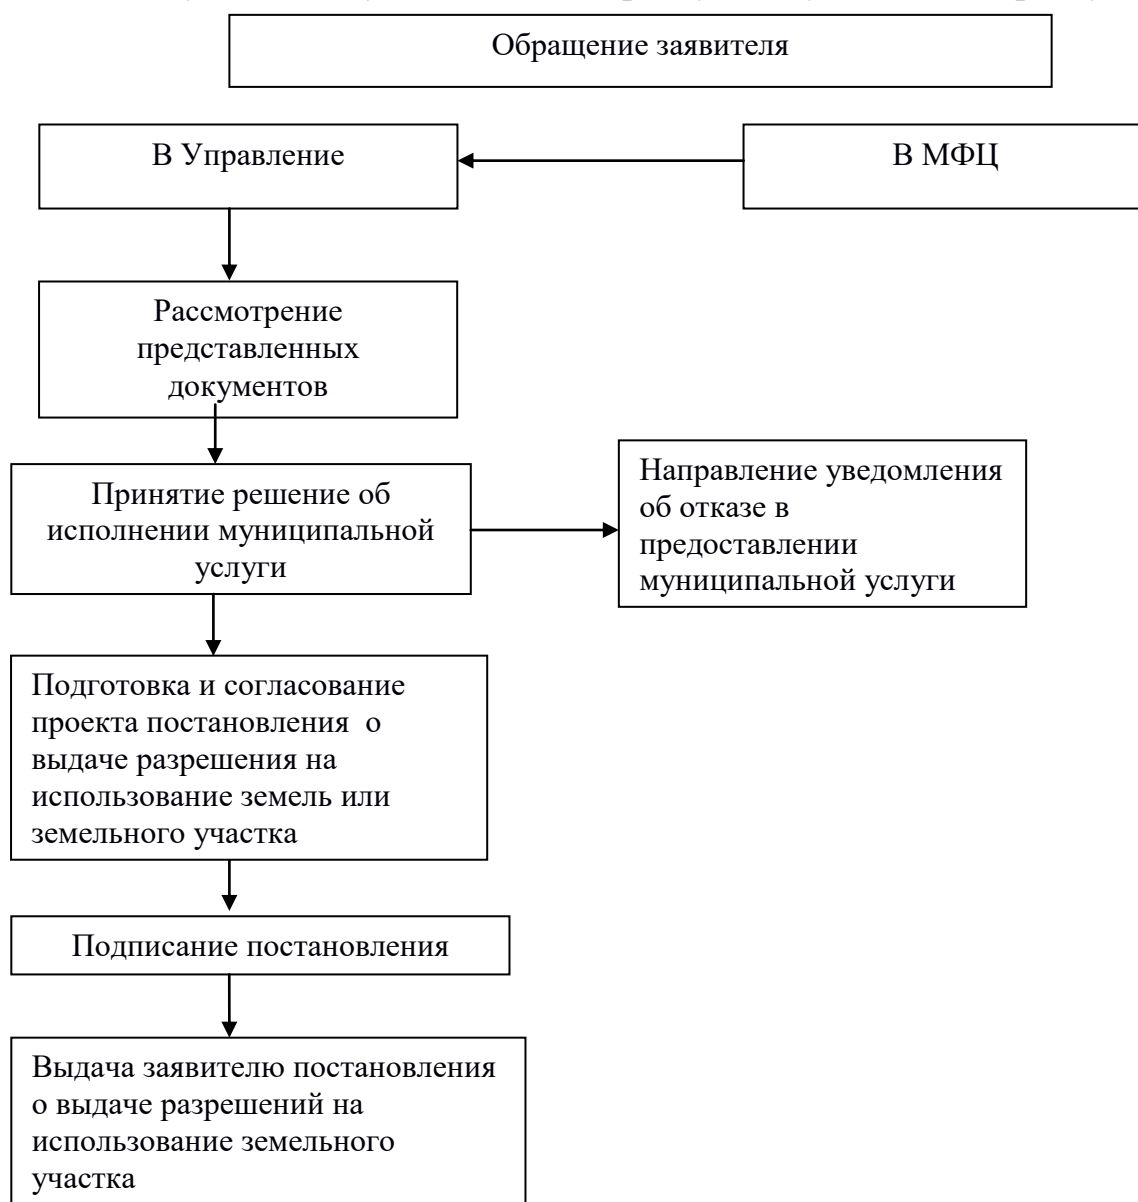 Обращение заявителя
В Управление
В МФЦ
Рассмотрение
представленных
документов
Принятие решение об
исполнении муниципальной
услуги
Направление уведомления
об отказе в
предоставлении
муниципальной услуги
Подготовка и согласование
проекта постановления о
выдаче разрешения на
использование земель или
земельного участка
Подписание постановления
Выдача заявителю постановления
о выдаче разрешений на
использование земельного
участка